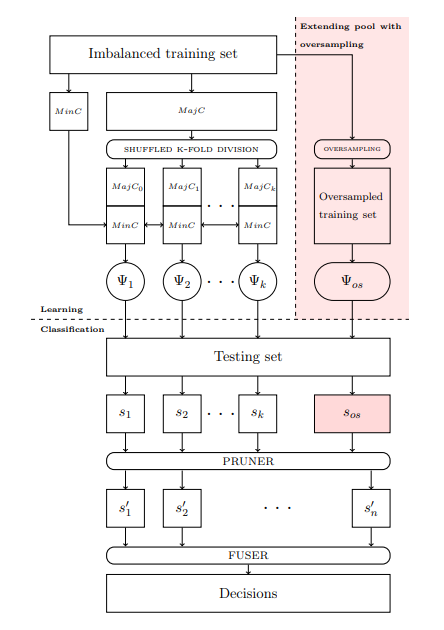 Extending pool with
oversampling
Imbalanced training set
MinC
MajC
SHUFFLED K-FOLD DIVISION
OVERSAMPLING
MajC₀
MajC₁
. . .
MajCₖ
MinC
MinC
MinC
Oversampled
training set
Ψ₁
Ψ₂
. . .
Ψₖ
Ψₒₛ
Learning
Classification
Testing set
s₁
s₂
. . .
sₖ
sₒₛ
PRUNER
s′₁
s′₂
. . .
s′ₙ
FUSER
Decisions